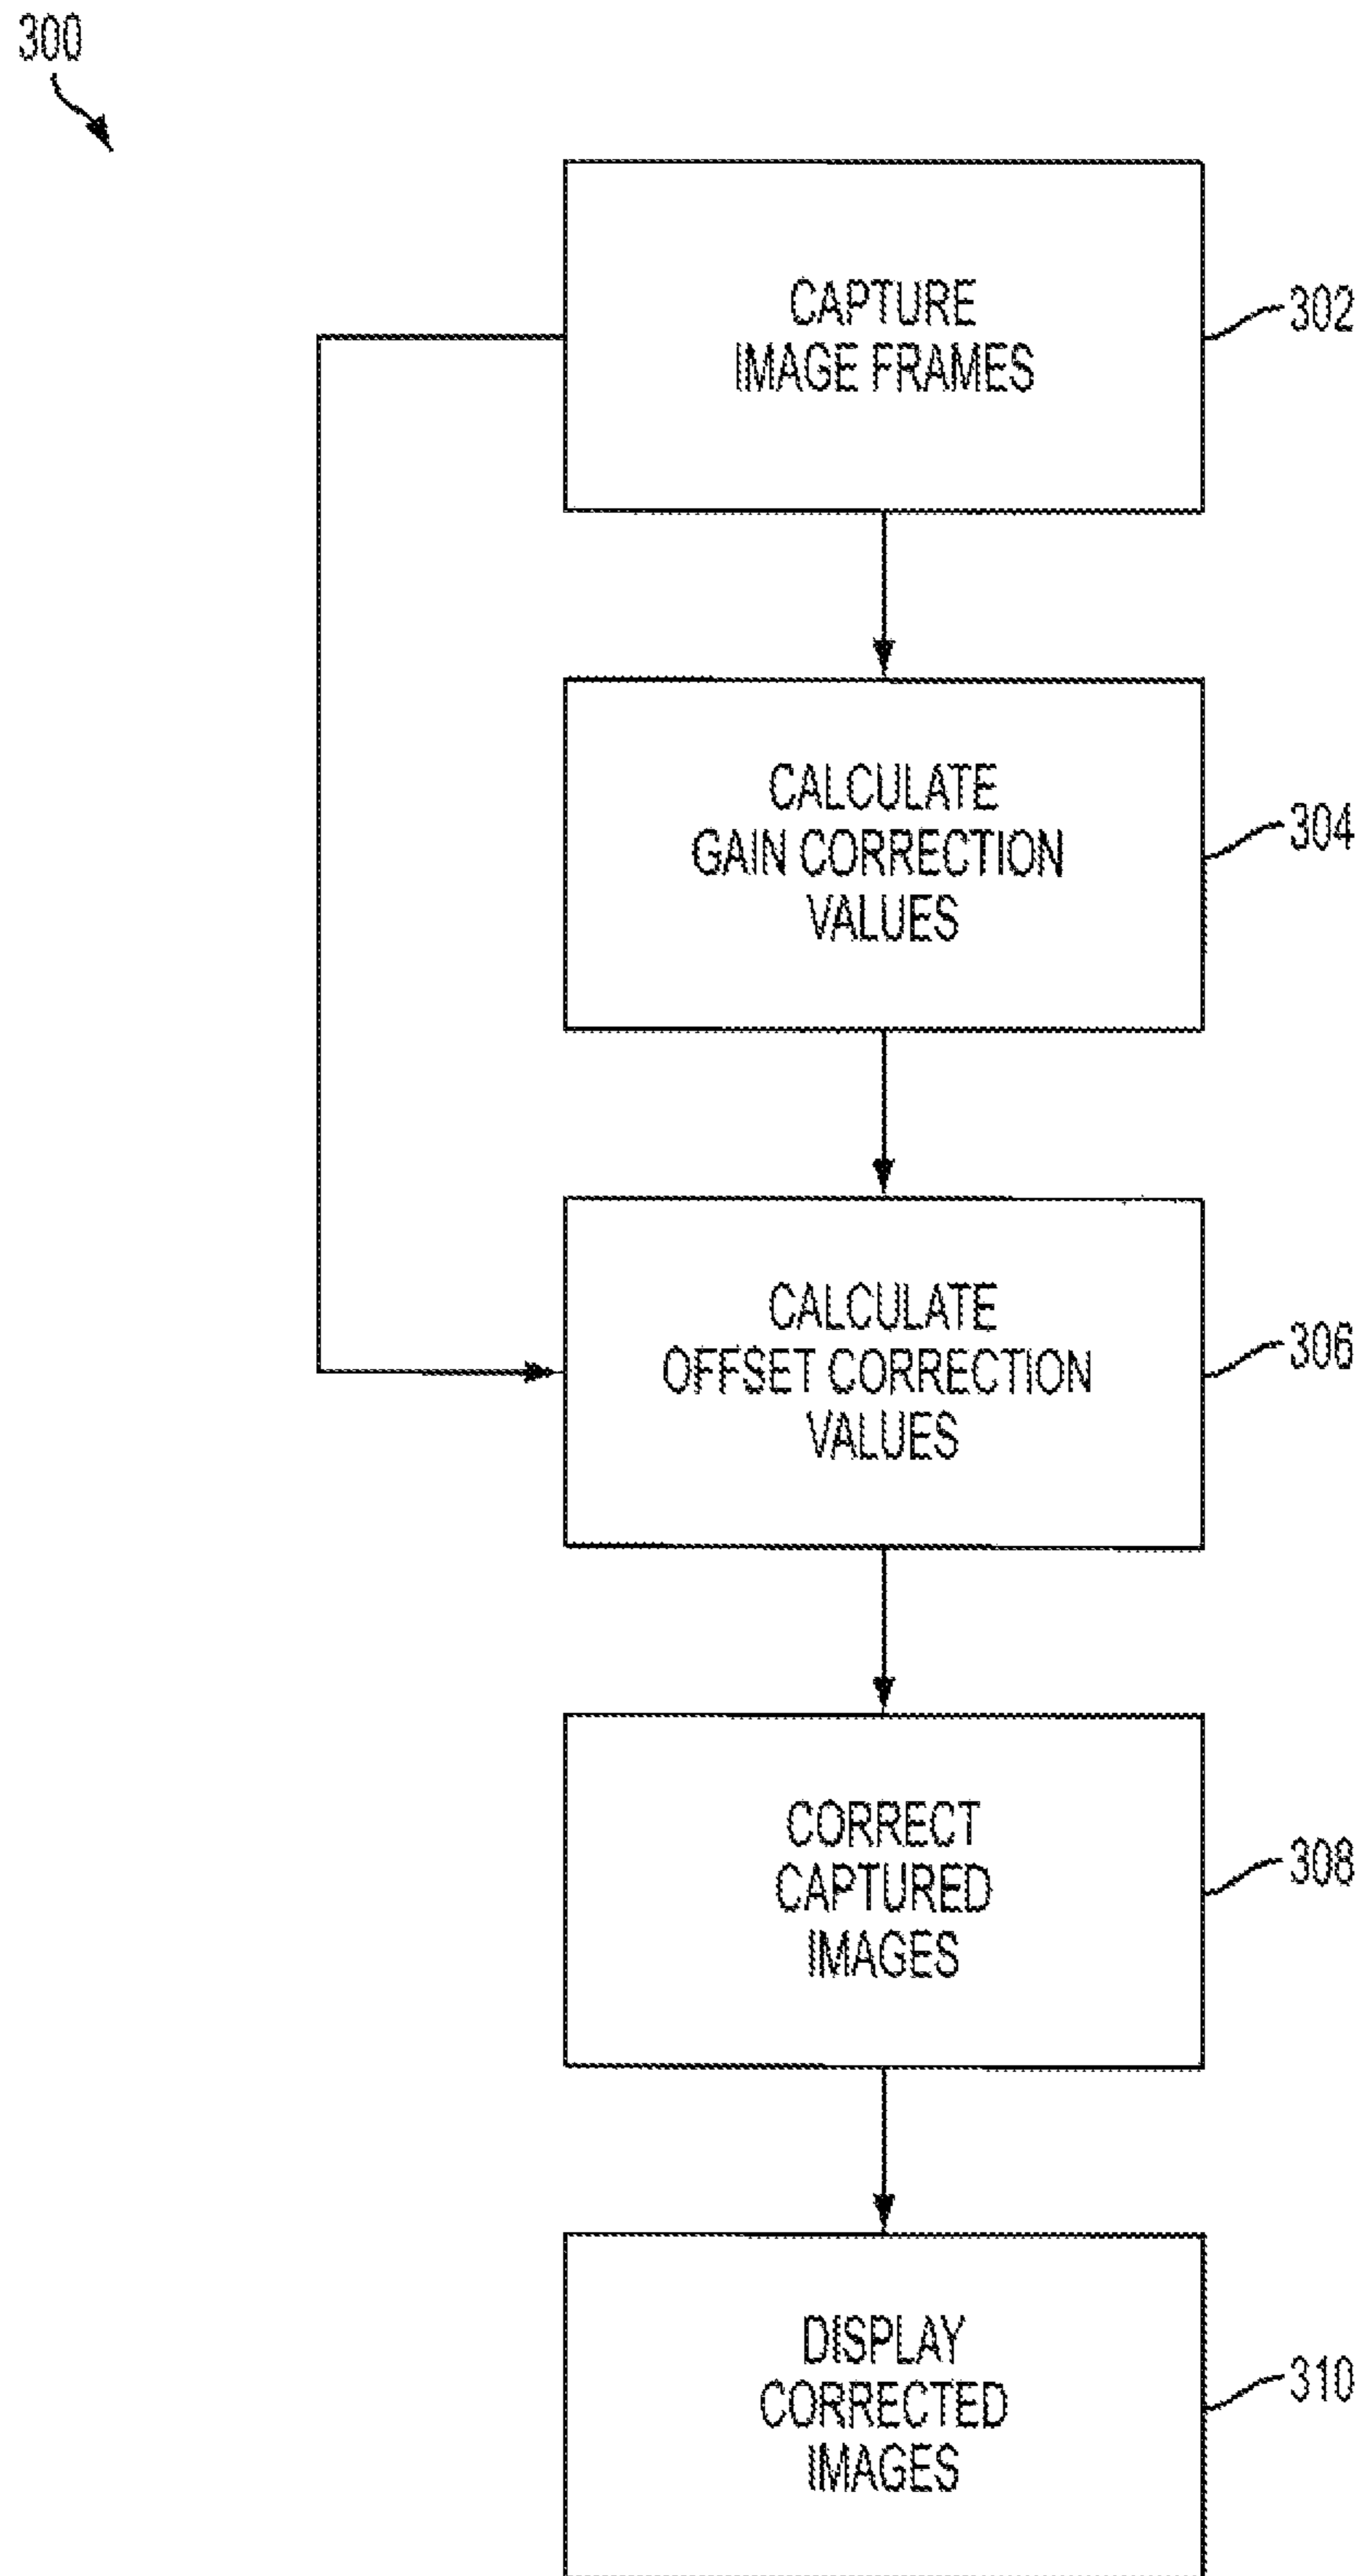 300
CAPTURE
IMAGE FRAMES
302
CALCULATE
GAIN CORRECTION
VALUES
304
CALCULATE
OFFSET CORRECTION
VALUES
306
CORRECT
CAPTURED
IMAGES
308
DISPLAY
CORRECTED
IMAGES
310